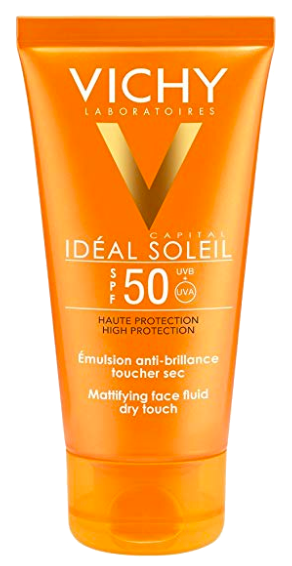 VICHY
LABORATOIRES
CAPITAL
IDÉAL SOLEIL
SPF 50 UVB + UVA
HAUTE PROTECTION
HIGH PROTECTION
Émulsion anti-brillance
toucher sec
Mattifying face fluid
dry touch